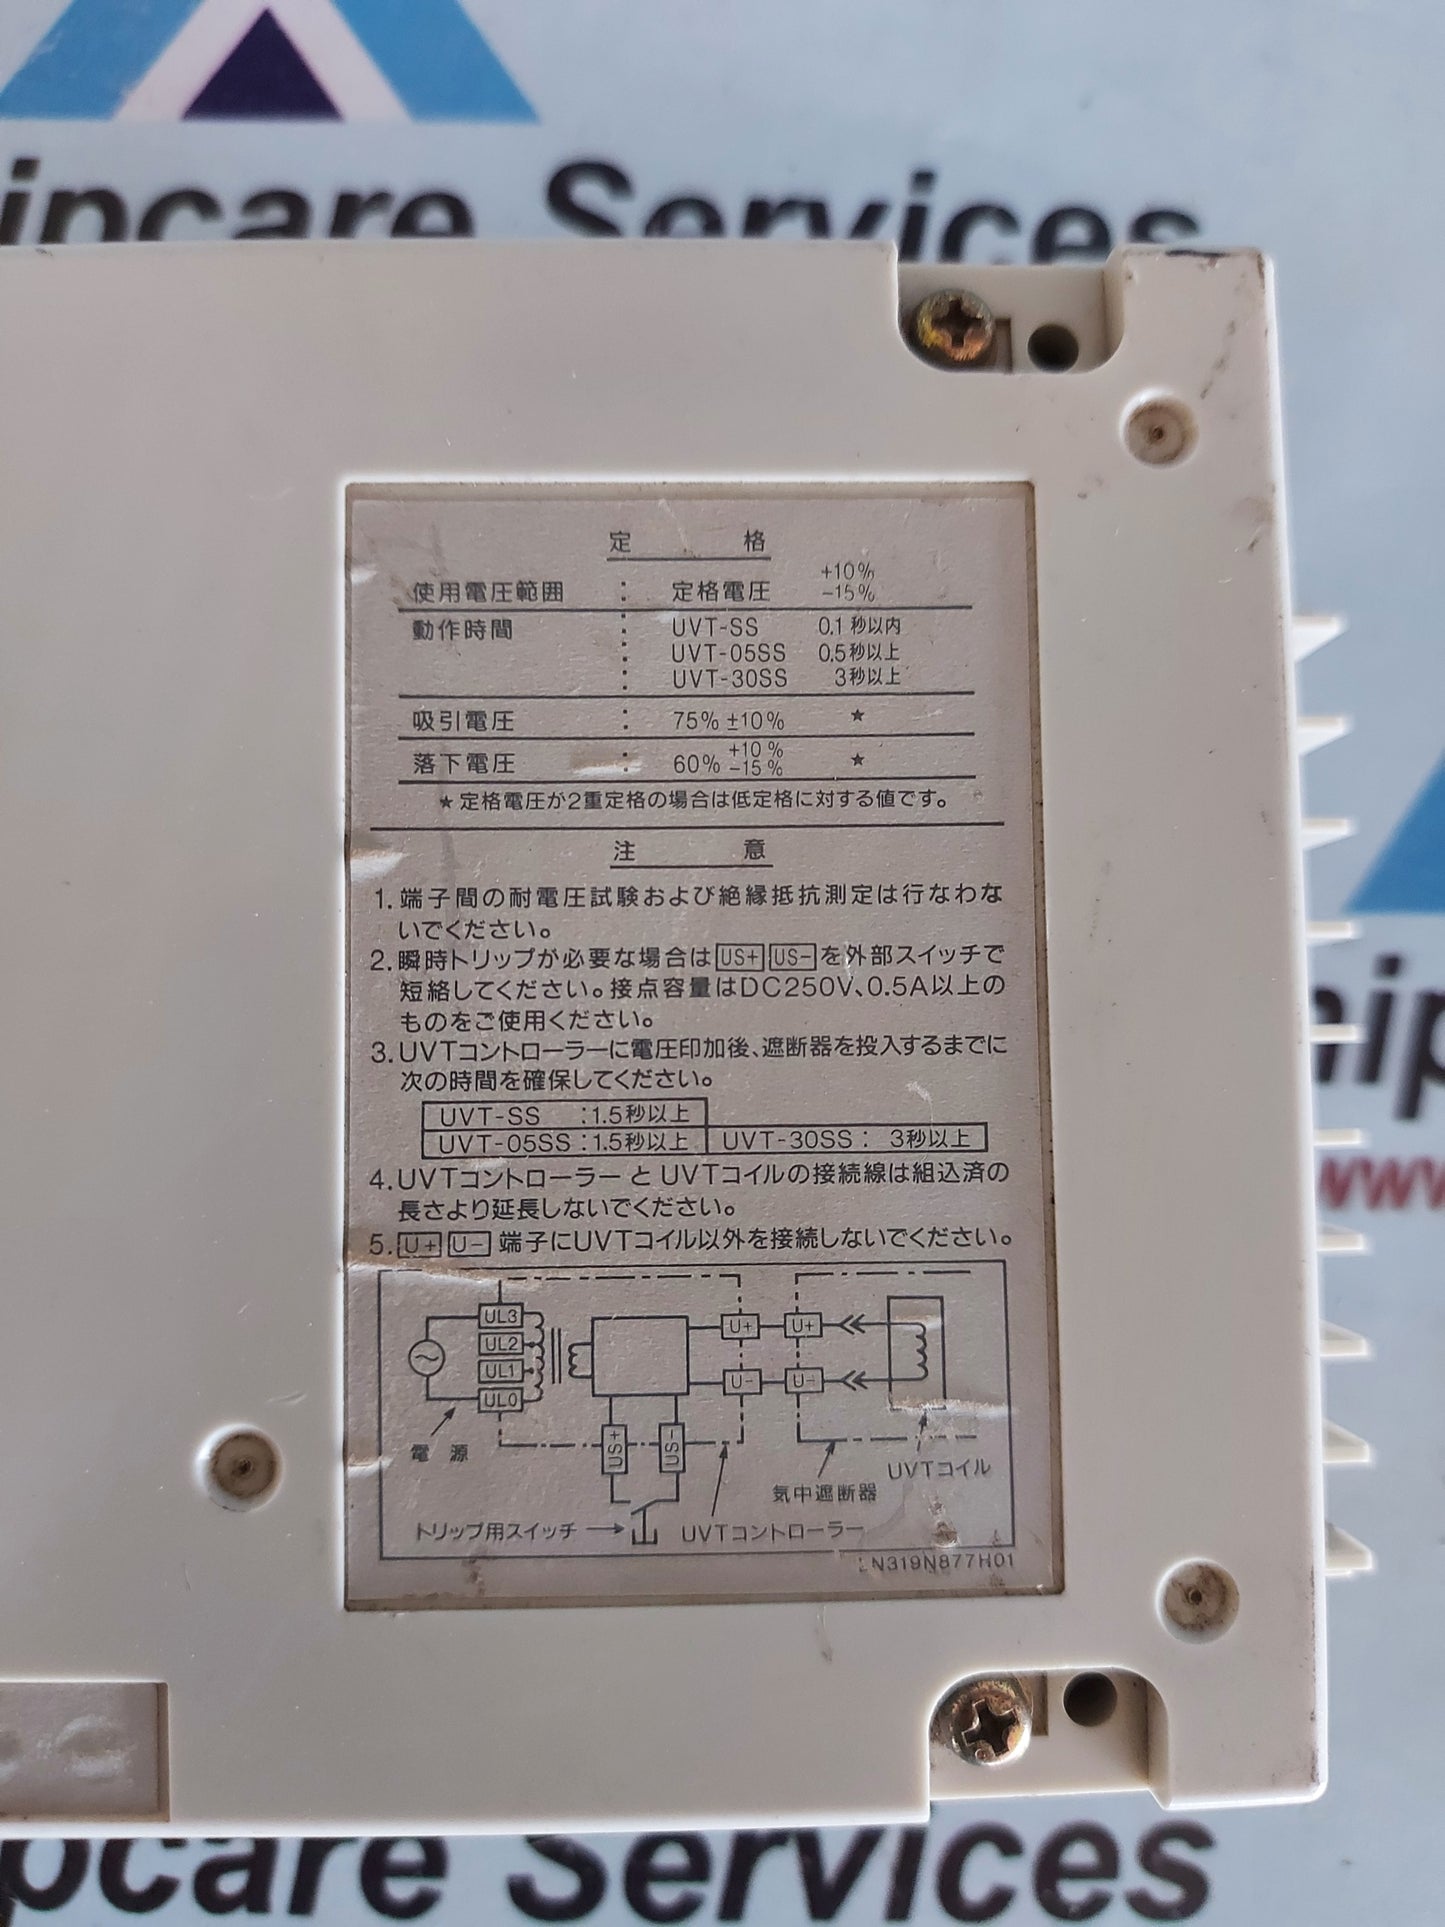 ipcare Services
定 格
使用電圧範囲 : 定格電圧 +10% -15%
動作時間 : UVT-SS 0.1秒以内
: UVT-05SS 0.5秒以上
: UVT-30SS 3秒以上
吸引電圧 : 75% ±10% ★
落下電圧 : 60% +10% -15% ★
★定格電圧が2重定格の場合は低定格に対する値です。
注 意
1.端子間の耐電圧試験および絶縁抵抗測定は行なわな
いでください。
2.瞬時トリップが必要な場合はUS+ US-を外部スイッチで
短絡してください。接点容量はDC250V、0.5A以上の
ものをご使用ください。
3.UVTコントローラーに電圧印加後、遮断器を投入するまでに
次の時間を確保してください。
UVT-SS :1.5秒以上
UVT-05SS:1.5秒以上 UVT-30SS: 3秒以上
4.UVTコントローラーとUVTコイルの接続線は組込済の
長さより延長しないでください。
5.U+ U- 端子にUVTコイル以外を接続しないでください。
UL3 U+ U+
UL2
UL1
UL0 U- U-
電源 US+ US-
UVTコイル
気中遮断器
トリップ用スイッチ→ UVTコントローラー
LN319N877H01
hip
www
pcare Services